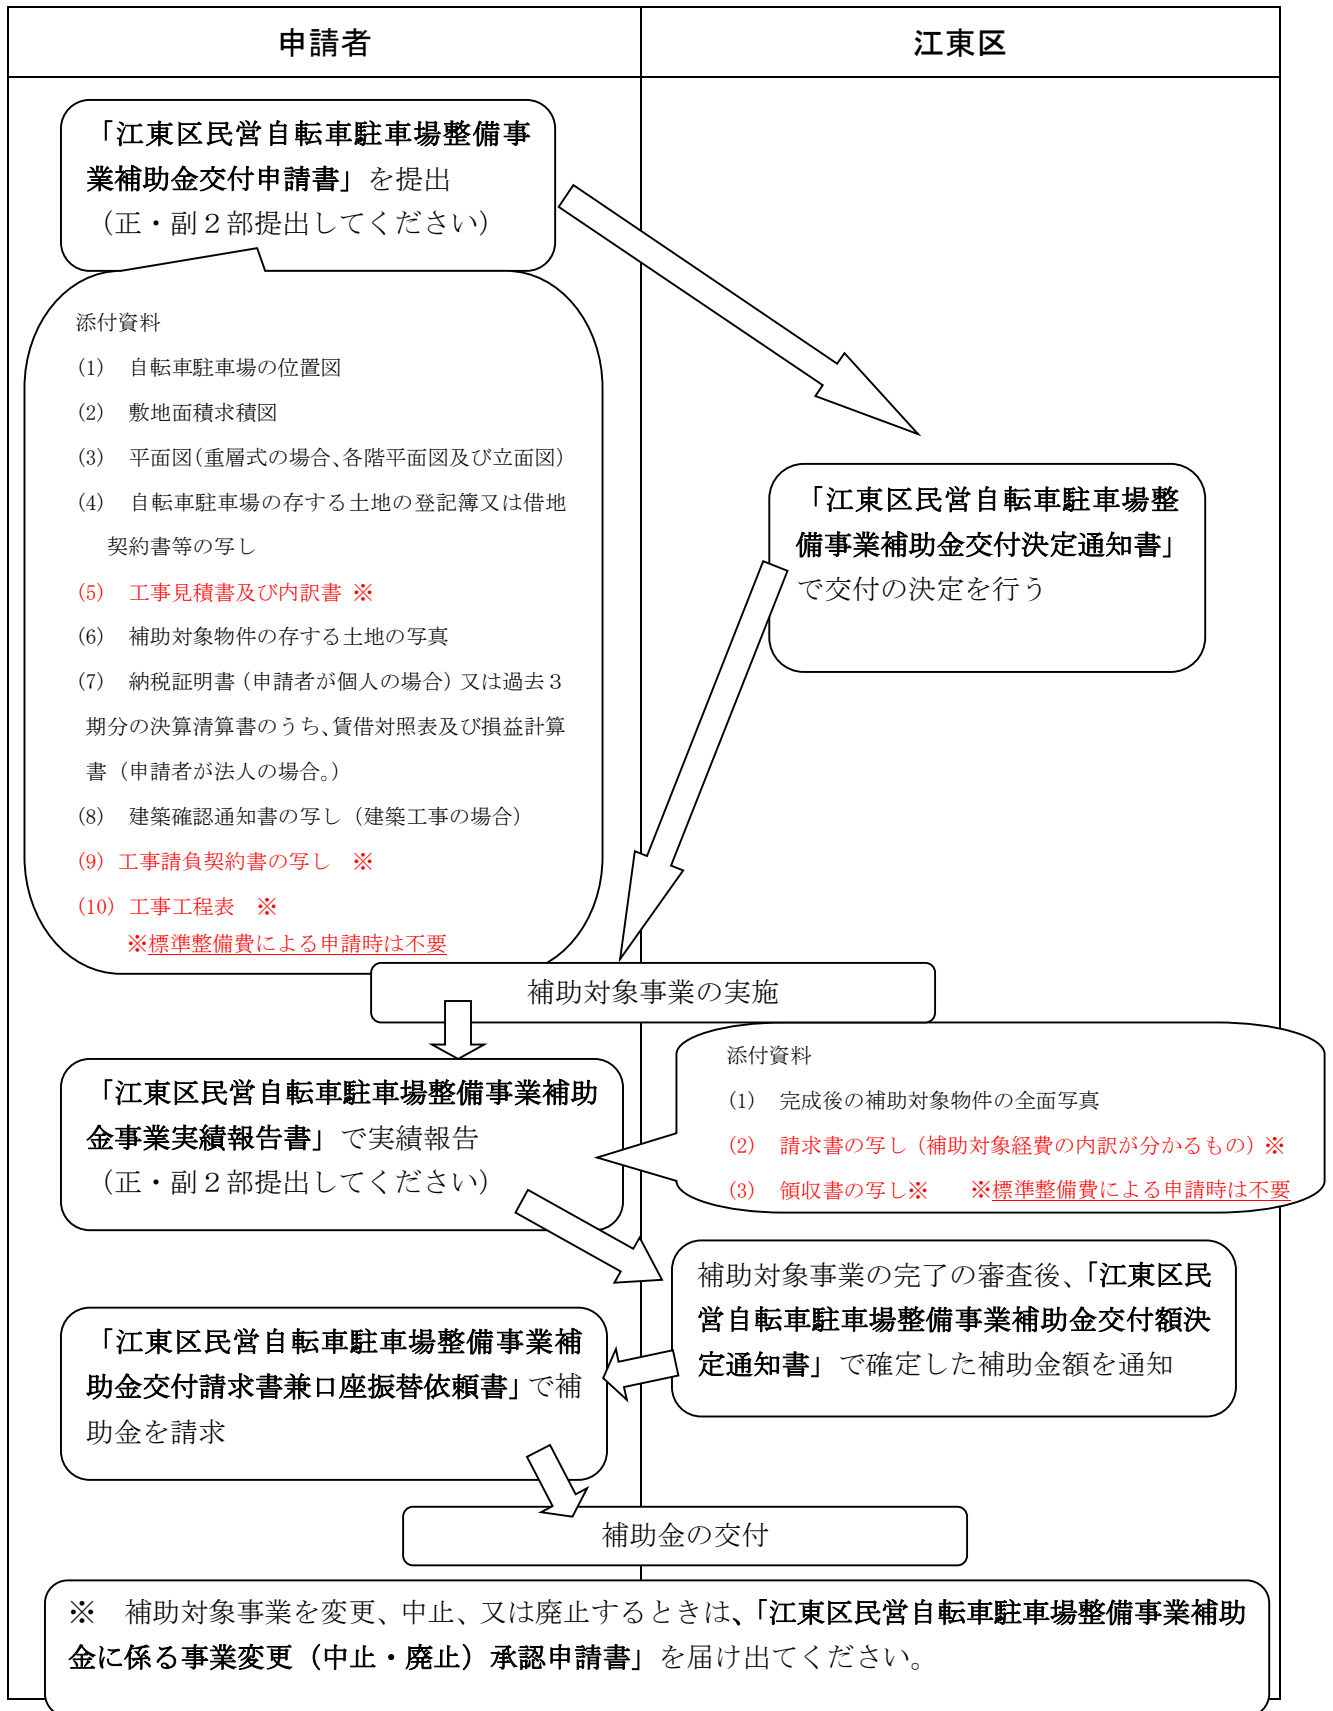 申請者
江東区
「江東区民営自転車駐車場整備事
業補助金交付申請書」を提出
（正・副２部提出してください）
添付資料
(1)　自転車駐車場の位置図
(2)　敷地面積求積図
(3)　平面図（重層式の場合、各階平面図及び立面図）
(4)　自転車駐車場の存する土地の登記簿又は借地
契約書等の写し
(5)　工事見積書及び内訳書 ※
(6)　補助対象物件の存する土地の写真
(7)　納税証明書（申請者が個人の場合）又は過去３
期分の決算清算書のうち、賃借対照表及び損益計算
書（申請者が法人の場合。）
(8)　建築確認通知書の写し（建築工事の場合）
(9) 工事請負契約書の写し　※
(10) 工事工程表　※
※標準整備費による申請時は不要
「江東区民営自転車駐車場整
備事業補助金交付決定通知書」
で交付の決定を行う
補助対象事業の実施
「江東区民営自転車駐車場整備事業補助
金事業実績報告書」で実績報告
（正・副２部提出してください）
添付資料
(1)　完成後の補助対象物件の全面写真
(2)　請求書の写し（補助対象経費の内訳が分かるもの）※
(3)　領収書の写し※　　※標準整備費による申請時は不要
補助対象事業の完了の審査後、「江東区民
営自転車駐車場整備事業補助金交付額決
定通知書」で確定した補助金額を通知
「江東区民営自転車駐車場整備事業補
助金交付請求書兼口座振替依頼書」で補
助金を請求
補助金の交付
※　補助対象事業を変更、中止、又は廃止するときは、「江東区民営自転車駐車場整備事業補助
金に係る事業変更（中止・廃止）承認申請書」を届け出てください。